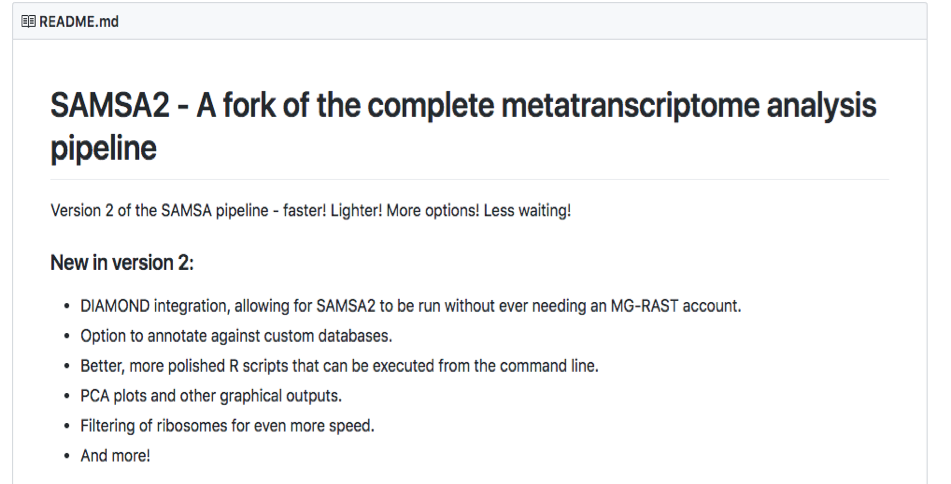 README.md
SAMSA2 - A fork of the complete metatranscriptome analysis
pipeline
Version 2 of the SAMSA pipeline - faster! Lighter! More options! Less waiting!
New in version 2:
• DIAMOND integration, allowing for SAMSA2 to be run without ever needing an MG-RAST account.
• Option to annotate against custom databases.
• Better, more polished R scripts that can be executed from the command line.
• PCA plots and other graphical outputs.
• Filtering of ribosomes for even more speed.
• And more!